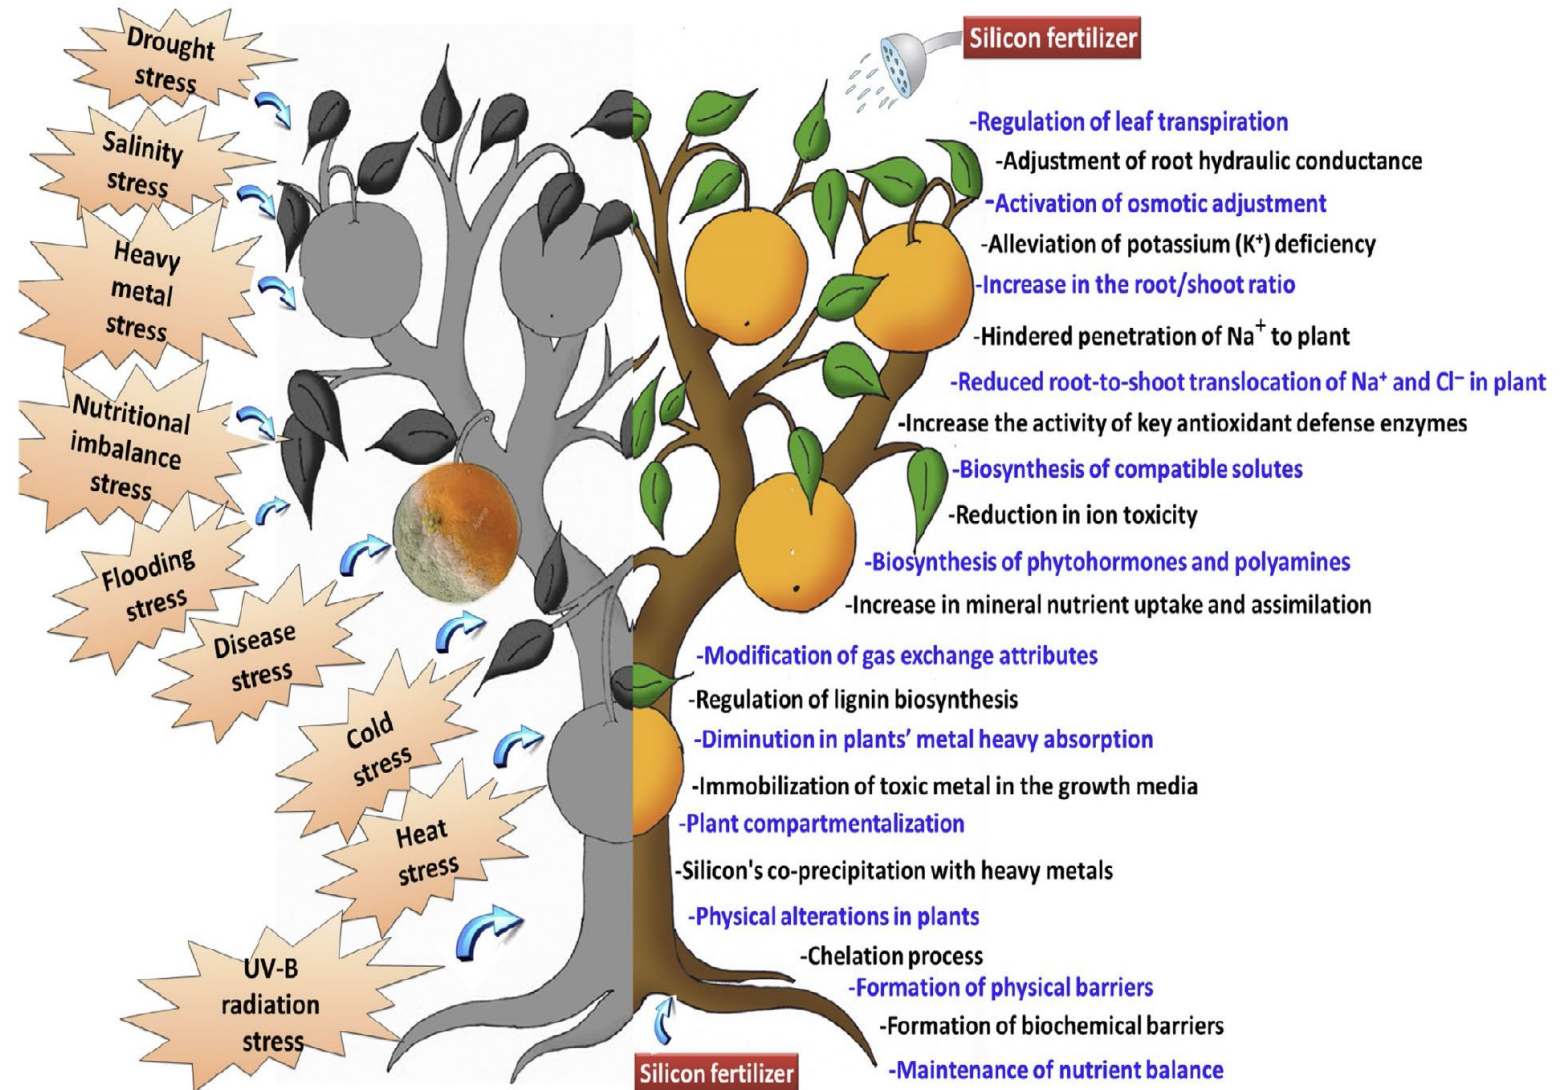 Drought
stress
Salinity
stress
Heavy
metal
stress
Nutritional
imbalance
stress
Flooding
stress
Disease
stress
Cold
stress
Heat
stress
UV-B
radiation
stress
Silicon fertilizer
-Regulation of leaf transpiration
-Adjustment of root hydraulic conductance
-Activation of osmotic adjustment
-Alleviation of potassium (K⁺) deficiency
-Increase in the root/shoot ratio
-Hindered penetration of Na⁺ to plant
-Reduced root-to-shoot translocation of Na⁺ and Cl⁻ in plant
-Increase the activity of key antioxidant defense enzymes
-Biosynthesis of compatible solutes
-Reduction in ion toxicity
-Biosynthesis of phytohormones and polyamines
-Increase in mineral nutrient uptake and assimilation
-Modification of gas exchange attributes
-Regulation of lignin biosynthesis
-Diminution in plants’ metal heavy absorption
-Immobilization of toxic metal in the growth media
-Plant compartmentalization
-Silicon's co-precipitation with heavy metals
-Physical alterations in plants
-Chelation process
-Formation of physical barriers
-Formation of biochemical barriers
-Maintenance of nutrient balance
Silicon fertilizer